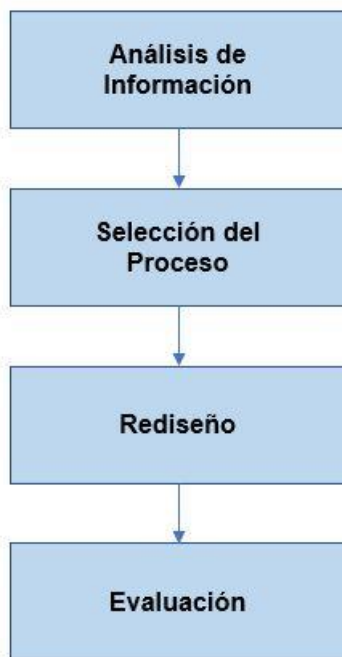 Análisis de
Información
Selección del
Proceso
Rediseño
Evaluación